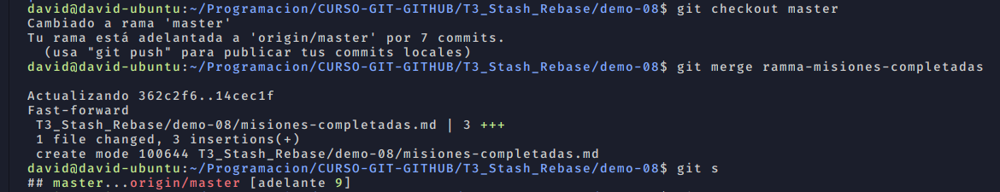 david@david-ubuntu:~/Programacion/CURSO-GIT-GITHUB/T3_Stash_Rebase/demo-08$ git checkout master
Cambiado a rama 'master'
Tu rama está adelantada a 'origin/master' por 7 commits.
  (usa "git push" para publicar tus commits locales)
david@david-ubuntu:~/Programacion/CURSO-GIT-GITHUB/T3_Stash_Rebase/demo-08$ git merge ramma-misiones-completadas
Actualizando 362c2f6..14cec1f
Fast-forward
 T3_Stash_Rebase/demo-08/misiones-completadas.md | 3 +++
 1 file changed, 3 insertions(+)
 create mode 100644 T3_Stash_Rebase/demo-08/misiones-completadas.md
david@david-ubuntu:~/Programacion/CURSO-GIT-GITHUB/T3_Stash_Rebase/demo-08$ git s
## master...origin/master [adelante 9]